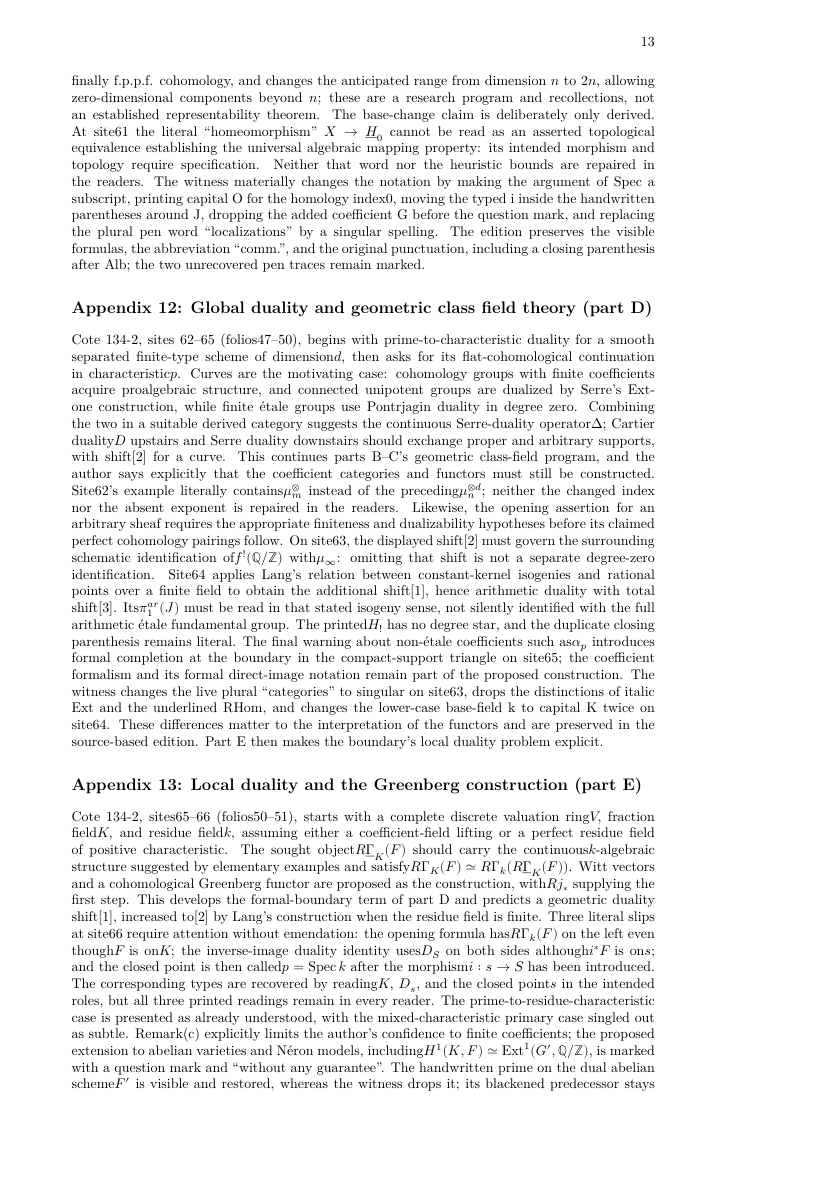 13
finally f.p.p.f. cohomology, and changes the anticipated range from dimension n to 2n, allowing
zero-dimensional components beyond n; these are a research program and recollections, not
an established representability theorem. The base-change claim is deliberately only derived.
At site61 the literal “homeomorphism” X → H̲₀ cannot be read as an asserted topological
equivalence establishing the universal algebraic mapping property: its intended morphism and
topology require specification. Neither that word nor the heuristic bounds are repaired in
the readers. The witness materially changes the notation by making the argument of Spec a
subscript, printing capital O for the homology index0, moving the typed i inside the handwritten
parentheses around J, dropping the added coefficient G before the question mark, and replacing
the plural pen word “localizations” by a singular spelling. The edition preserves the visible
formulas, the abbreviation “comm.”, and the original punctuation, including a closing parenthesis
after Alb; the two unrecovered pen traces remain marked.
Appendix 12: Global duality and geometric class field theory (part D)
Cote 134-2, sites 62–65 (folios47–50), begins with prime-to-characteristic duality for a smooth
separated finite-type scheme of dimensiond, then asks for its flat-cohomological continuation
in characteristicp. Curves are the motivating case: cohomology groups with finite coefficients
acquire proalgebraic structure, and connected unipotent groups are dualized by Serre’s Ext-
one construction, while finite étale groups use Pontrjagin duality in degree zero. Combining
the two in a suitable derived category suggests the continuous Serre-duality operatorΔ; Cartier
dualityD upstairs and Serre duality downstairs should exchange proper and arbitrary supports,
with shift[2] for a curve. This continues parts B–C’s geometric class-field program, and the
author says explicitly that the coefficient categories and functors must still be constructed.
Site62’s example literally containsμ_m^⊗ instead of the precedingμ_n^{⊗d}; neither the changed index
nor the absent exponent is repaired in the readers. Likewise, the opening assertion for an
arbitrary sheaf requires the appropriate finiteness and dualizability hypotheses before its claimed
perfect cohomology pairings follow. On site63, the displayed shift[2] must govern the surrounding
schematic identification off^!(ℚ/ℤ) withμ_∞: omitting that shift is not a separate degree-zero
identification. Site64 applies Lang’s relation between constant-kernel isogenies and rational
points over a finite field to obtain the additional shift[1], hence arithmetic duality with total
shift[3]. Itsπ_1^{ar}(J) must be read in that stated isogeny sense, not silently identified with the full
arithmetic étale fundamental group. The printedH_! has no degree star, and the duplicate closing
parenthesis remains literal. The final warning about non-étale coefficients such asα_p introduces
formal completion at the boundary in the compact-support triangle on site65; the coefficient
formalism and its formal direct-image notation remain part of the proposed construction. The
witness changes the live plural “categories” to singular on site63, drops the distinctions of italic
Ext and the underlined RHom, and changes the lower-case base-field k to capital K twice on
site64. These differences matter to the interpretation of the functors and are preserved in the
source-based edition. Part E then makes the boundary’s local duality problem explicit.
Appendix 13: Local duality and the Greenberg construction (part E)
Cote 134-2, sites65–66 (folios50–51), starts with a complete discrete valuation ringV, fraction
fieldK, and residue fieldk, assuming either a coefficient-field lifting or a perfect residue field
of positive characteristic. The sought objectRΓ̲_K(F) should carry the continuousk-algebraic
structure suggested by elementary examples and satisfyRΓ_K(F) ≃ RΓ_k(RΓ̲_K(F)). Witt vectors
and a cohomological Greenberg functor are proposed as the construction, withRj_* supplying the
first step. This develops the formal-boundary term of part D and predicts a geometric duality
shift[1], increased to[2] by Lang’s construction when the residue field is finite. Three literal slips
at site66 require attention without emendation: the opening formula hasRΓ_k(F) on the left even
thoughF is onK; the inverse-image duality identity usesD_S on both sides althoughi^*F is ons;
and the closed point is then calledp = Spec k after the morphismi : s → S has been introduced.
The corresponding types are recovered by readingK, D_s, and the closed points in the intended
roles, but all three printed readings remain in every reader. The prime-to-residue-characteristic
case is presented as already understood, with the mixed-characteristic primary case singled out
as subtle. Remark(c) explicitly limits the author’s confidence to finite coefficients; the proposed
extension to abelian varieties and Néron models, includingH^1(K, F) ≃ Ext^1(G′, ℚ/ℤ), is marked
with a question mark and “without any guarantee”. The handwritten prime on the dual abelian
schemeF′ is visible and restored, whereas the witness drops it; its blackened predecessor stays